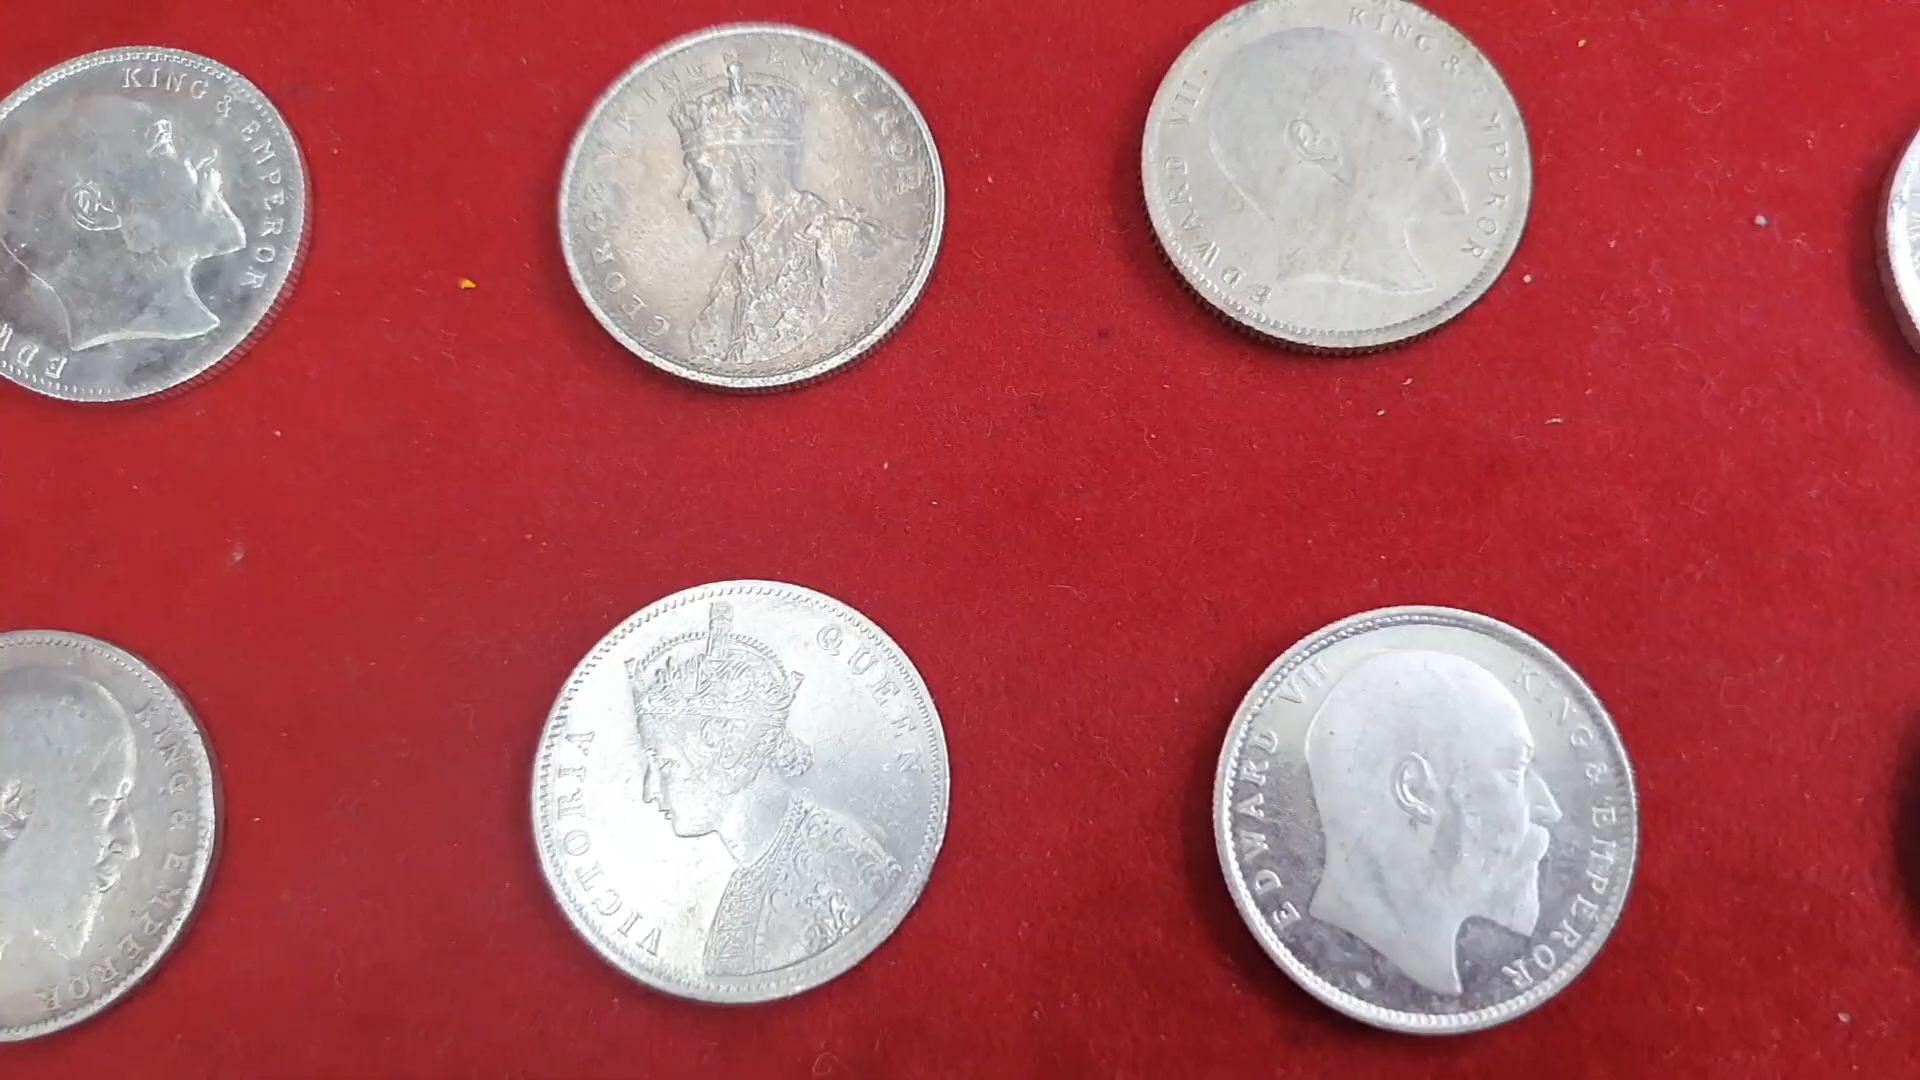 EDW KING & EMPEROR
GEORGE V KING EMPEROR
EDWARD VII KING & EMPEROR
KING & EMPEROR
VICTORIA QUEEN
EDWARD VII KING & EMPEROR